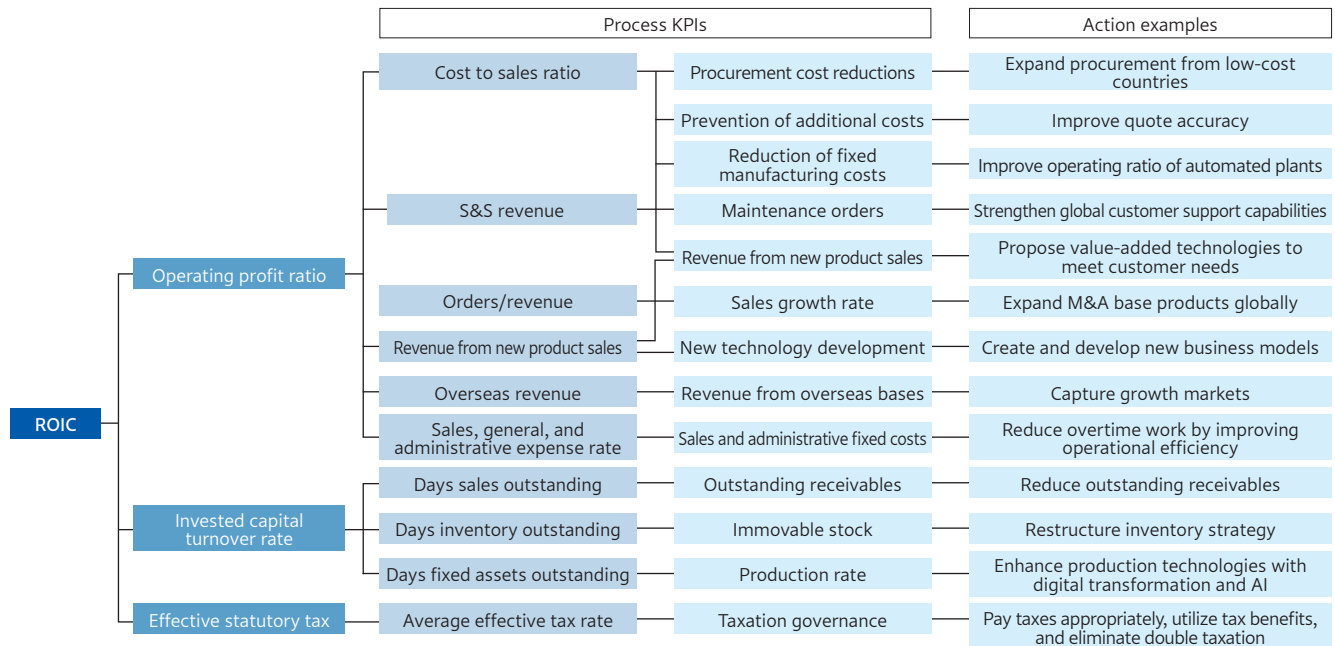 Process KPIs
Action examples
Cost to sales ratio
Procurement cost reductions
Expand procurement from low-cost
countries
Prevention of additional costs
Improve quote accuracy
Reduction of fixed
manufacturing costs
Improve operating ratio of automated plants
S&S revenue
Maintenance orders
Strengthen global customer support capabilities
Operating profit ratio
Revenue from new product sales
Propose value-added technologies to
meet customer needs
Orders/revenue
Sales growth rate
Expand M&A base products globally
Revenue from new product sales
New technology development
Create and develop new business models
Overseas revenue
Revenue from overseas bases
Capture growth markets
ROIC
Sales, general, and
administrative expense rate
Sales and administrative fixed costs
Reduce overtime work by improving
operational efficiency
Days sales outstanding
Outstanding receivables
Reduce outstanding receivables
Invested capital
turnover rate
Days inventory outstanding
Immovable stock
Restructure inventory strategy
Days fixed assets outstanding
Production rate
Enhance production technologies with
digital transformation and AI
Effective statutory tax
Average effective tax rate
Taxation governance
Pay taxes appropriately, utilize tax benefits,
and eliminate double taxation